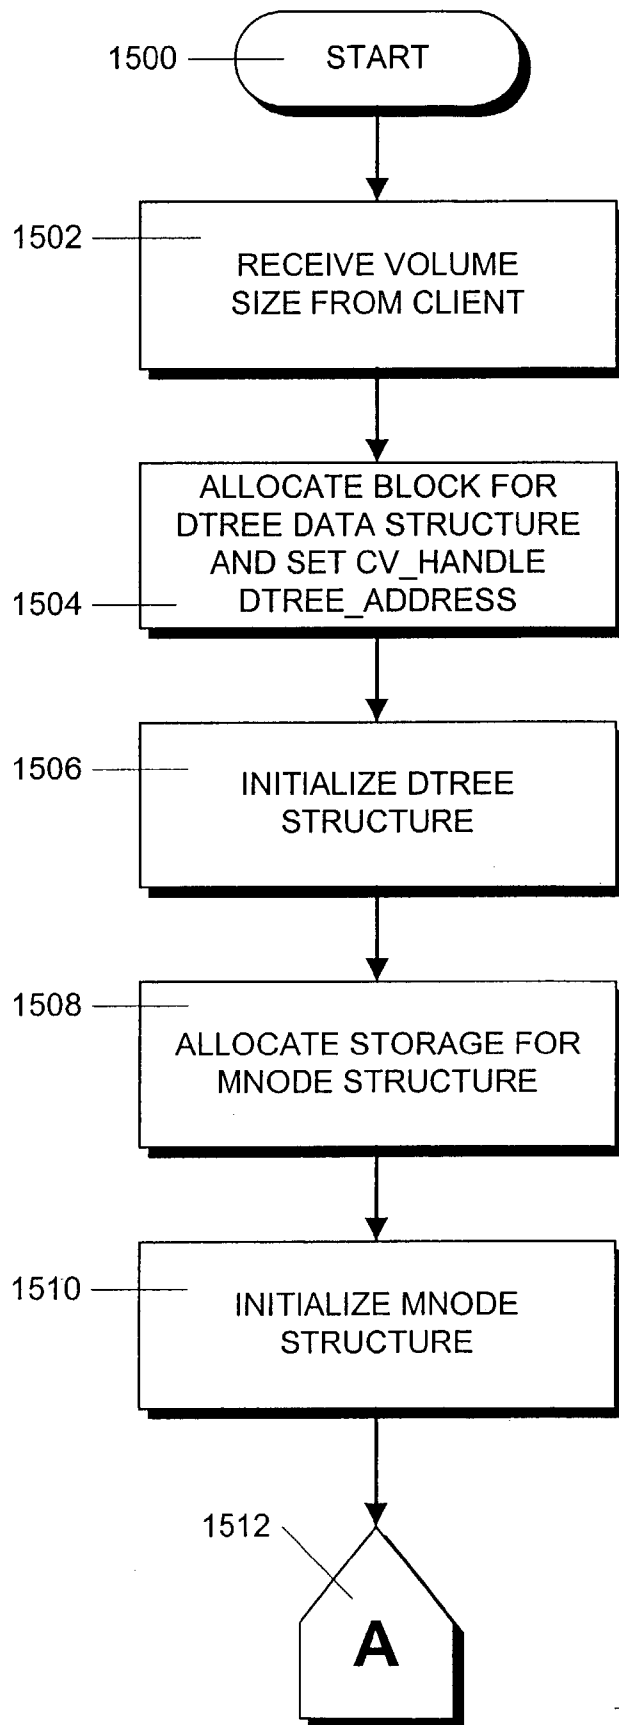 1500
START
1502
RECEIVE VOLUME
SIZE FROM CLIENT
ALLOCATE BLOCK FOR
DTREE DATA STRUCTURE
AND SET CV_HANDLE
DTREE_ADDRESS
1504
1506
INITIALIZE DTREE
STRUCTURE
1508
ALLOCATE STORAGE FOR
MNODE STRUCTURE
1510
INITIALIZE MNODE
STRUCTURE
1512
A